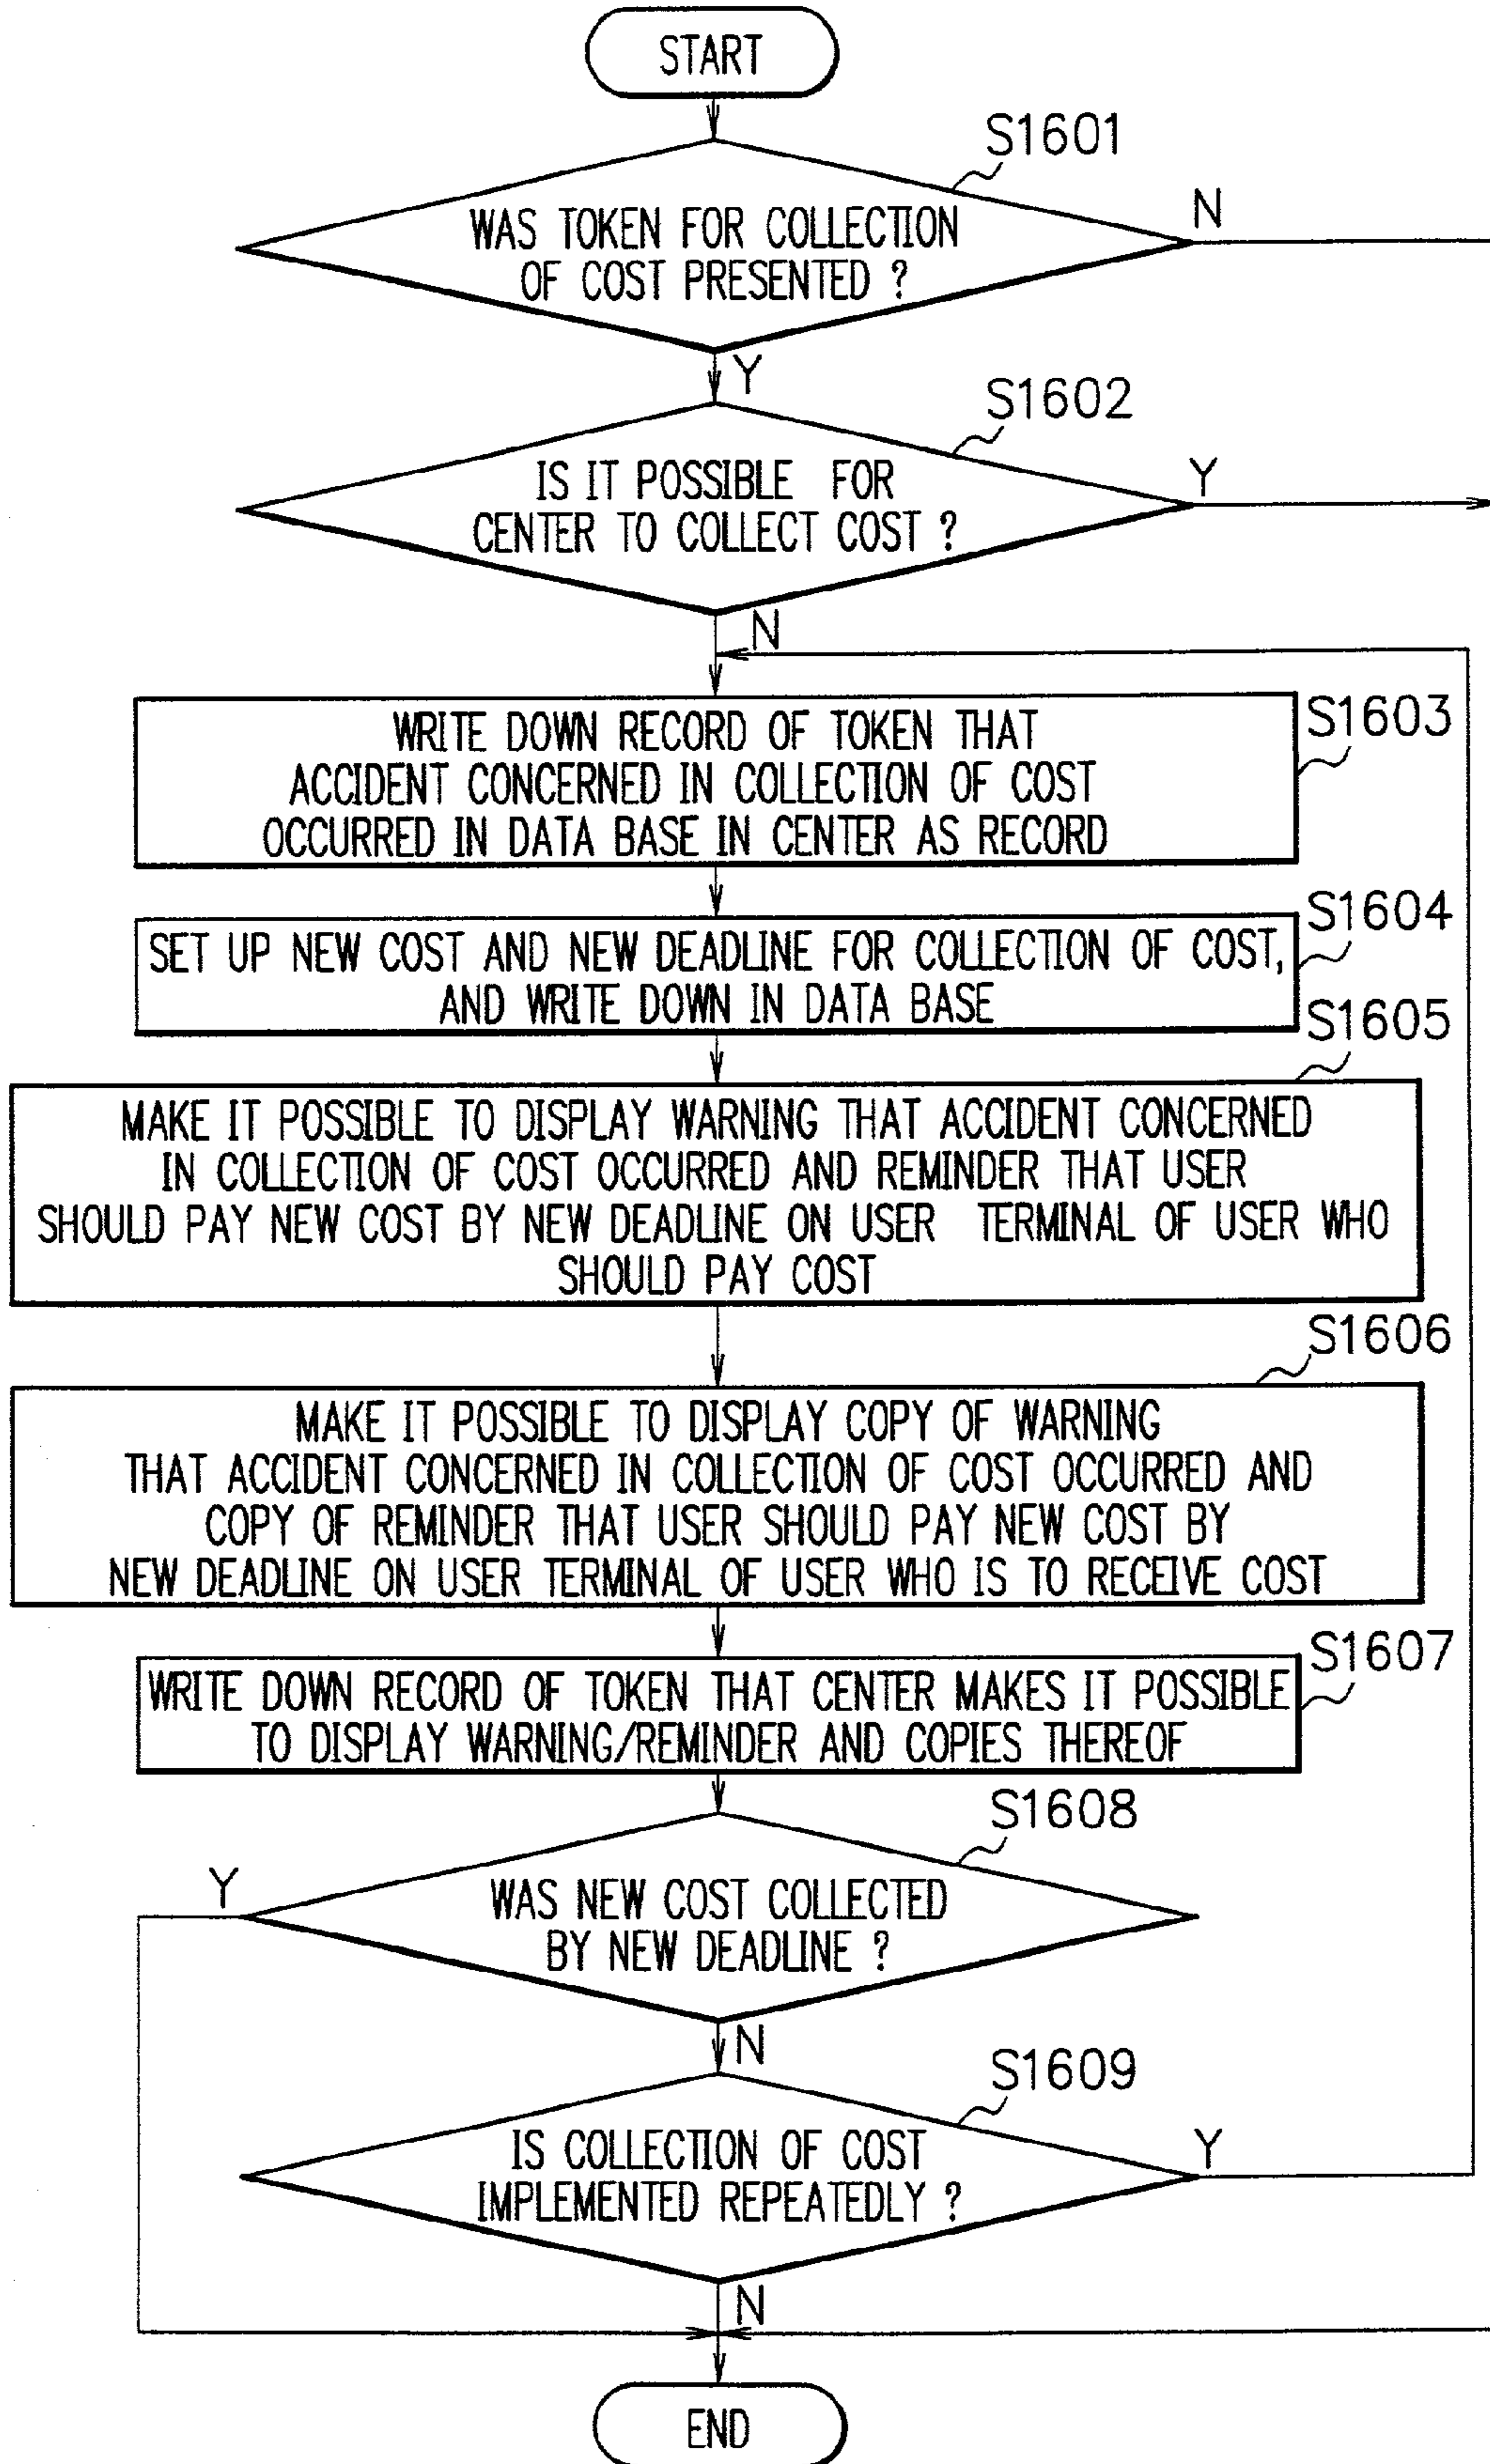 START
S1601
WAS TOKEN FOR COLLECTION
OF COST PRESENTED ?
N
Y
S1602
IS IT POSSIBLE FOR
CENTER TO COLLECT COST ?
Y
N
S1603
WRITE DOWN RECORD OF TOKEN THAT
ACCIDENT CONCERNED IN COLLECTION OF COST
OCCURRED IN DATA BASE IN CENTER AS RECORD
S1604
SET UP NEW COST AND NEW DEADLINE FOR COLLECTION OF COST,
AND WRITE DOWN IN DATA BASE
S1605
MAKE IT POSSIBLE TO DISPLAY WARNING THAT ACCIDENT CONCERNED
IN COLLECTION OF COST OCCURRED AND REMINDER THAT USER
SHOULD PAY NEW COST BY NEW DEADLINE ON USER TERMINAL OF USER WHO
SHOULD PAY COST
S1606
MAKE IT POSSIBLE TO DISPLAY COPY OF WARNING
THAT ACCIDENT CONCERNED IN COLLECTION OF COST OCCURRED AND
COPY OF REMINDER THAT USER SHOULD PAY NEW COST BY
NEW DEADLINE ON USER TERMINAL OF USER WHO IS TO RECEIVE COST
S1607
WRITE DOWN RECORD OF TOKEN THAT CENTER MAKES IT POSSIBLE
TO DISPLAY WARNING/REMINDER AND COPIES THEREOF
S1608
Y
WAS NEW COST COLLECTED
BY NEW DEADLINE ?
N
S1609
IS COLLECTION OF COST
IMPLEMENTED REPEATEDLY ?
Y
N
END